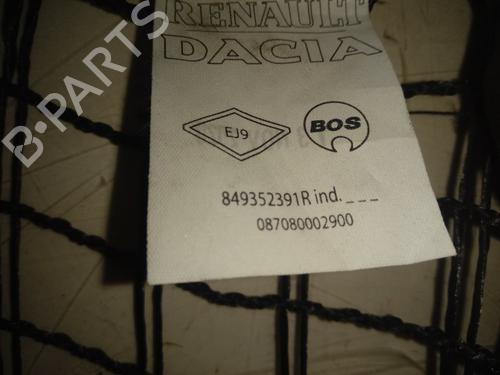 RENAULT
DACIA
EJ9
BOS
849352391R ind. _ _ _
087080002900
B-PARTS